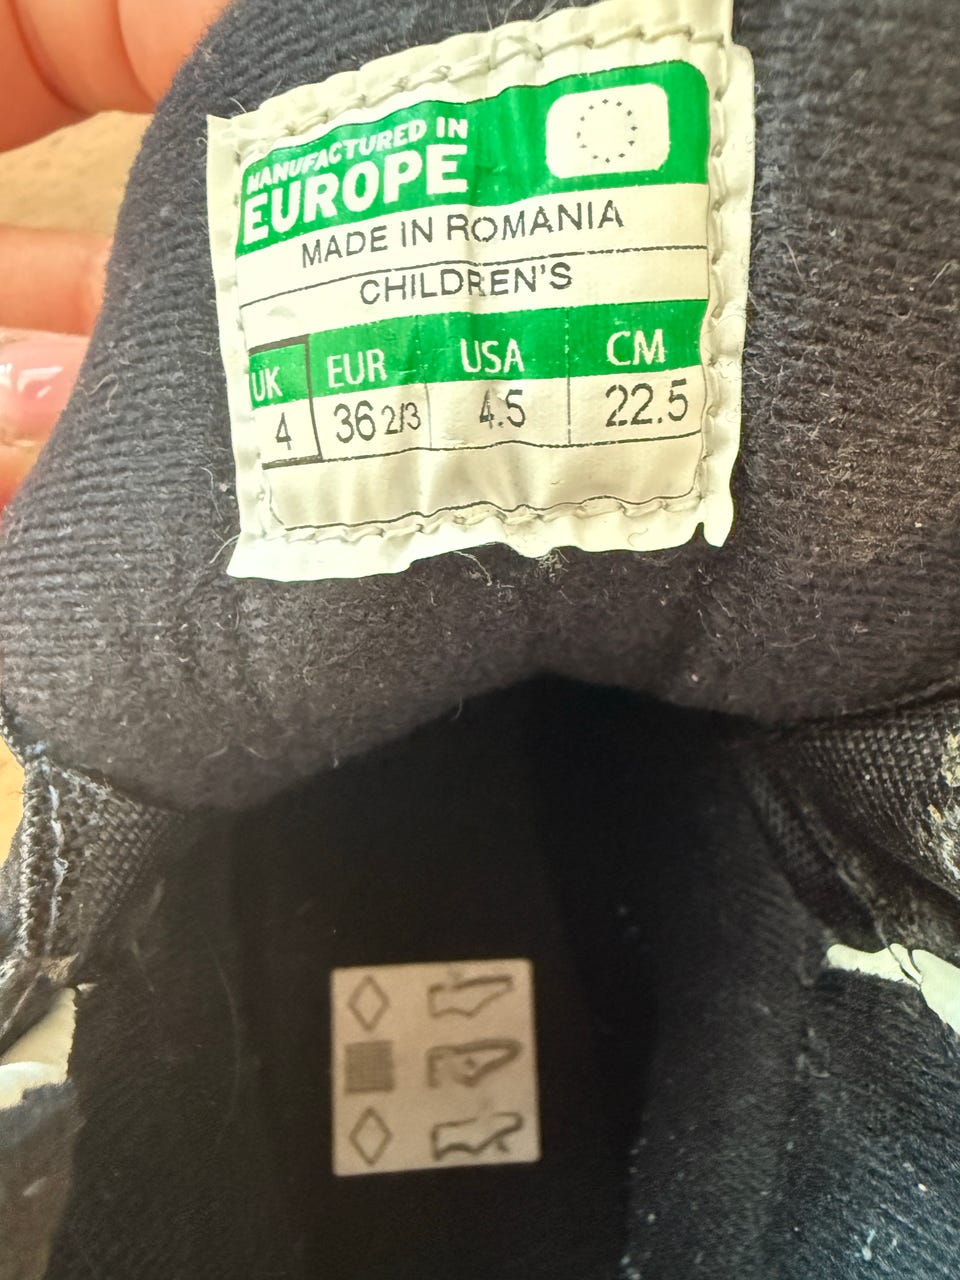 MANUFACTURED IN
EUROPE
MADE IN ROMANIA
CHILDREN'S
UK EUR USA CM
4 36 2/3 4.5 22.5